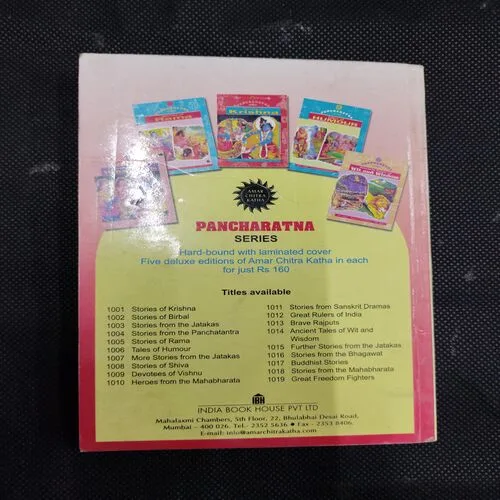 Rama
Krishna
HUMOUR
Wit and Wisdom
AMAR
CHITRA
KATHA
PANCHARATNA
SERIES
Hard-bound with laminated cover
Five deluxe editions of Amar Chitra Katha in each
for just Rs 160
Titles available
1001 Stories of Krishna
1002 Stories of Birbal
1003 Stories from the Jatakas
1004 Stories from the Panchatantra
1005 Stories of Rama
1006 Tales of Humour
1007 More Stories from the Jatakas
1008 Stories of Shiva
1009 Devotees of Vishnu
1010 Heroes from the Mahabharata
1011 Stories from Sanskrit Dramas
1012 Great Rulers of India
1013 Brave Rajputs
1014 Ancient Tales of Wit and
Wisdom
1015 Further Stories from the Jatakas
1016 Stories from the Bhagawat
1017 Buddhist Stories
1018 Stories from the Mahabharata
1019 Great Freedom Fighters
IBH
INDIA BOOK HOUSE PVT LTD
Mahalaxmi Chambers, 5th Floor, 22, Bhulabhai Desai Road,
Mumbai – 400 026. Tel- 2352 5636 • Fax - 2353 8406.
E-mail: info@amarchitrakatha.com